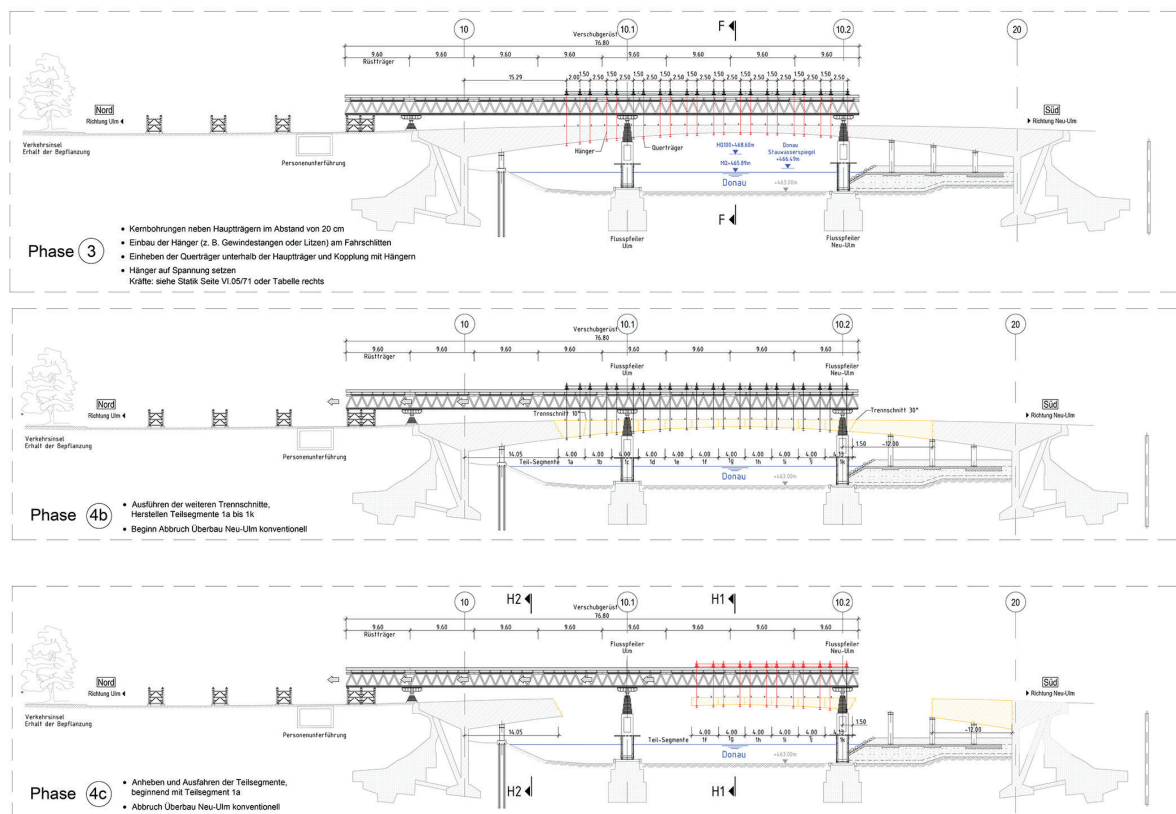 F
10
10.1
10.2
20
Verschubgerüst
76.80
9.60 9.60 9.60 9.60 9.60 9.60 9.60 9.60
Rüstträger
15.29 2.00 1.50 2.50 1.50 2.50 1.50 2.50 1.50 2.50 1.50 2.50 1.50 2.50 1.50 2.50 1.50 2.50 1.50 2.50 1.50 2.50
Nord
Richtung Ulm
Süd
Richtung Neu-Ulm
Verkehrsinsel
Erhalt der Bepflanzung
Personenunterführung
Hänger
Querträger
HQ100=468.60m
MQ=465.89m
Donau
Stauwasserspiegel
+466.49m
Donau
+463.00m
F
Flusspfeiler
Ulm
Flusspfeiler
Neu-Ulm
Phase 3
• Kernbohrungen neben Hauptträgern im Abstand von 20 cm
• Einbau der Hänger (z. B. Gewindestangen oder Litzen) am Fahrschlitten
• Einheben der Querträger unterhalb der Hauptträger und Kopplung mit Hängern
• Hänger auf Spannung setzen
Kräfte: siehe Statik Seite VI.05/71 oder Tabelle rechts
10
10.1
10.2
20
Verschubgerüst
76.80
9.60 9.60 9.60 9.60 9.60 9.60 9.60 9.60
Rüstträger
Flusspfeiler
Ulm
Flusspfeiler
Neu-Ulm
Nord
Richtung Ulm
Süd
Richtung Neu-Ulm
Trennschnitt 10°
Trennschnitt 30°
Verkehrsinsel
Erhalt der Bepflanzung
Personenunterführung
1.50 ~12.00
14.05 4.00 4.00 4.00 4.00 4.00 4.00 4.00 4.00 4.00 4.00
Teil-Segmente 1a 1b 1c 1d 1e 1f 1g 1h 1i 1j 1k
Donau
+463.00m
Phase 4b
• Ausführen der weiteren Trennschnitte,
Herstellen Teilsegmente 1a bis 1k
• Beginn Abbruch Überbau Neu-Ulm konventionell
10
H2
10.1
H1
10.2
20
Verschubgerüst
76.80
9.60 9.60 9.60 9.60 9.60 9.60 9.60 9.60
Rüstträger
Flusspfeiler
Ulm
Flusspfeiler
Neu-Ulm
Nord
Richtung Ulm
Süd
Richtung Neu-Ulm
Verkehrsinsel
Erhalt der Bepflanzung
Personenunterführung
1.50
14.05 4.00 4.00 4.00 4.00 4.00 ~12.00
Teil-Segmente 1f 1g 1h 1i 1j 1k
Donau
+463.00m
H2
H1
Phase 4c
• Anheben und Ausfahren der Teilsegmente,
beginnend mit Teilsegment 1a
• Abbruch Überbau Neu-Ulm konventionell